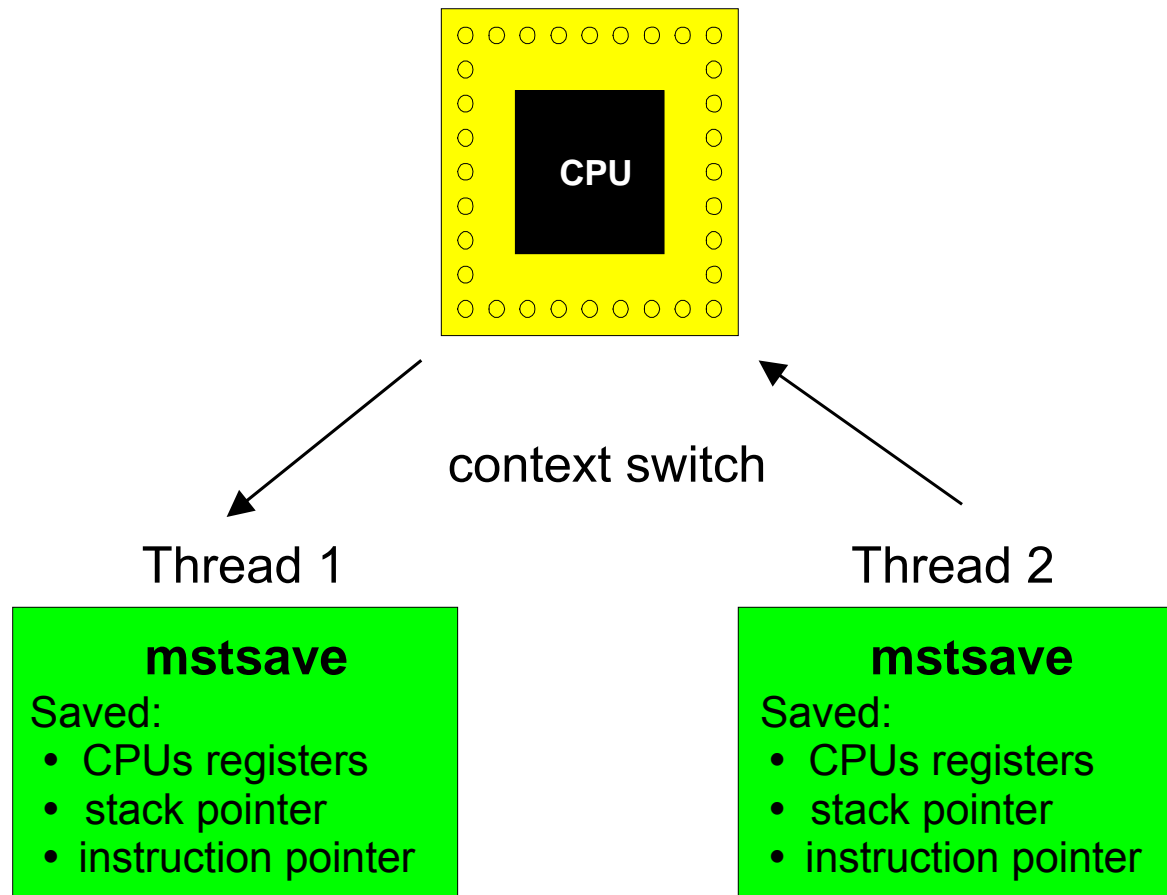 CPU
context switch
Thread 1
Thread 2
mstsave
Saved:
• CPUs registers
• stack pointer
• instruction pointer
mstsave
Saved:
• CPUs registers
• stack pointer
• instruction pointer